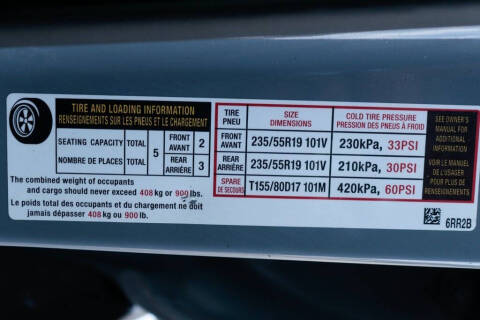 TIRE AND LOADING INFORMATION
RENSEIGNEMENTS SUR LES PNEUS ET LE CHARGEMENT
SEATING CAPACITY TOTAL 5 FRONT AVANT 2
NOMBRE DE PLACES TOTAL REAR ARRIÈRE 3
The combined weight of occupants
and cargo should never exceed 408 kg or 900 lbs.
Le poids total des occupants et du chargement ne doit
jamais dépasser 408 kg ou 900 lb.
TIRE PNEU SIZE DIMENSIONS COLD TIRE PRESSURE PRESSION DES PNEUS À FROID
FRONT AVANT 235/55R19 101V 230kPa, 33PSI
REAR ARRIÈRE 235/55R19 101V 210kPa, 30PSI
SPARE DE SECOURS T155/80D17 101M 420kPa, 60PSI
SEE OWNER'S
MANUAL FOR
ADDITIONAL
INFORMATION
VOIR LE MANUEL
DE L'USAGER
POUR PLUS DE
RENSEIGNEMENTS
6RR2B